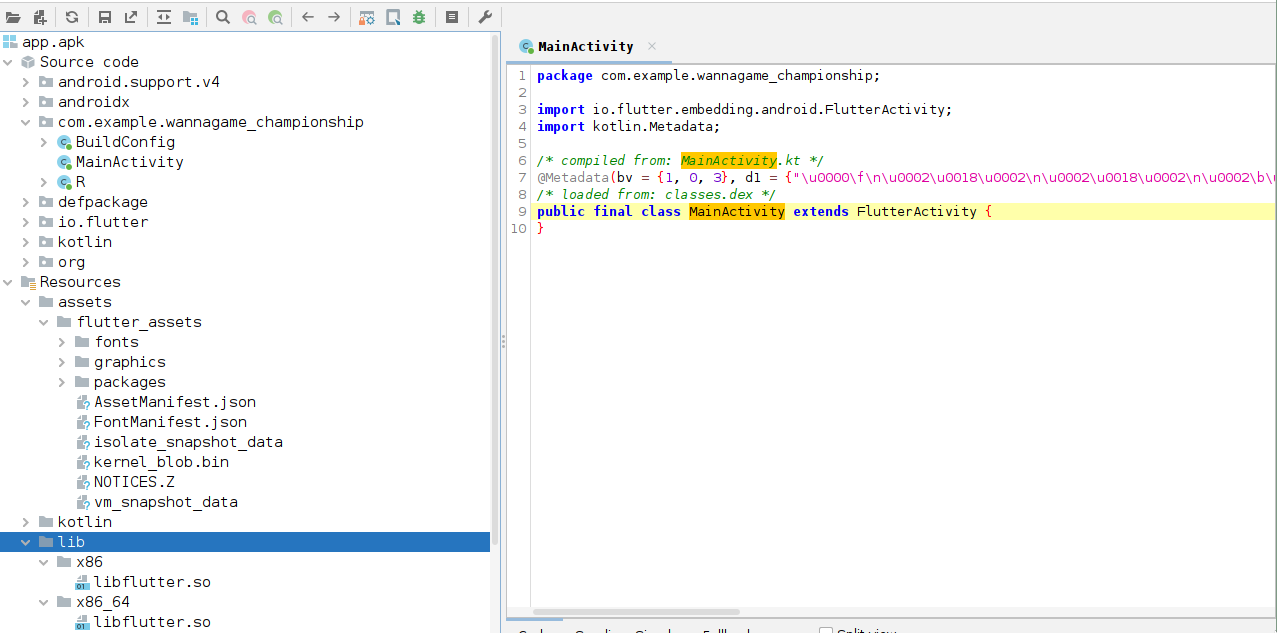 app.apk
Source code
android.support.v4
androidx
com.example.wannagame_championship
BuildConfig
MainActivity
R
defpackage
io.flutter
kotlin
org
Resources
assets
flutter_assets
fonts
graphics
packages
AssetManifest.json
FontManifest.json
isolate_snapshot_data
kernel_blob.bin
NOTICES.Z
vm_snapshot_data
kotlin
lib
x86
libflutter.so
x86_64
libflutter.so
MainActivity ×
1 package com.example.wannagame_championship;
2
3 import io.flutter.embedding.android.FlutterActivity;
4 import kotlin.Metadata;
5
6 /* compiled from: MainActivity.kt */
7 @Metadata(bv = {1, 0, 3}, d1 = {"\u0000\f\n\u0002\u0018\u0002\n\u0002\u0018\u0002\n\u0002\b\
8 /* loaded from: classes.dex */
9 public final class MainActivity extends FlutterActivity {
10 }
Split view